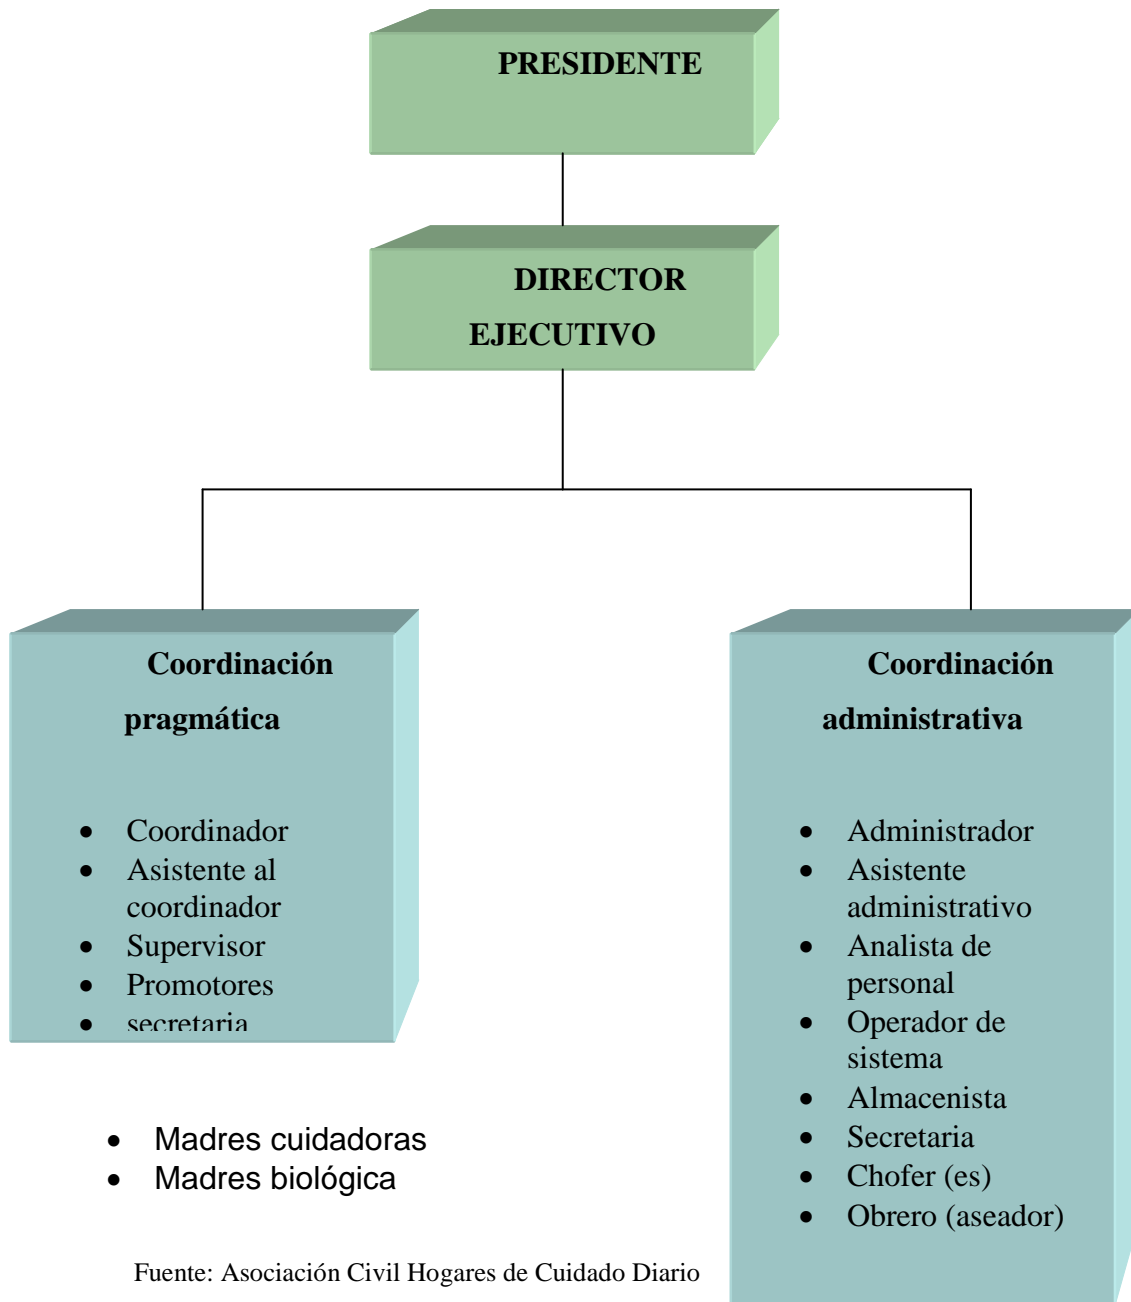 PRESIDENTE
DIRECTOR
EJECUTIVO
Coordinación
pragmática
• Coordinador
• Asistente al
coordinador
• Supervisor
• Promotores
• secretaria
• Madres cuidadoras
• Madres biológica
Coordinación
administrativa
• Administrador
• Asistente
administrativo
• Analista de
personal
• Operador de
sistema
• Almacenista
• Secretaria
• Chofer (es)
• Obrero (aseador)
Fuente: Asociación Civil Hogares de Cuidado Diario